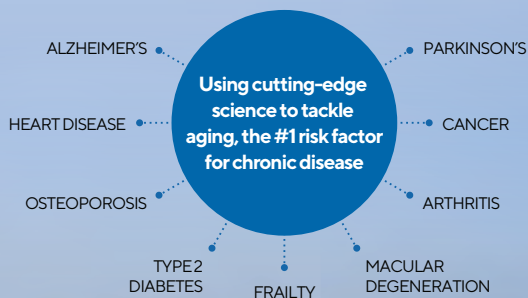 ALZHEIMER'S
PARKINSON'S
Using cutting-edge
science to tackle
aging, the #1 risk factor
for chronic disease
HEART DISEASE
CANCER
OSTEOPOROSIS
ARTHRITIS
TYPE 2
DIABETES
FRAILTY
MACULAR
DEGENERATION